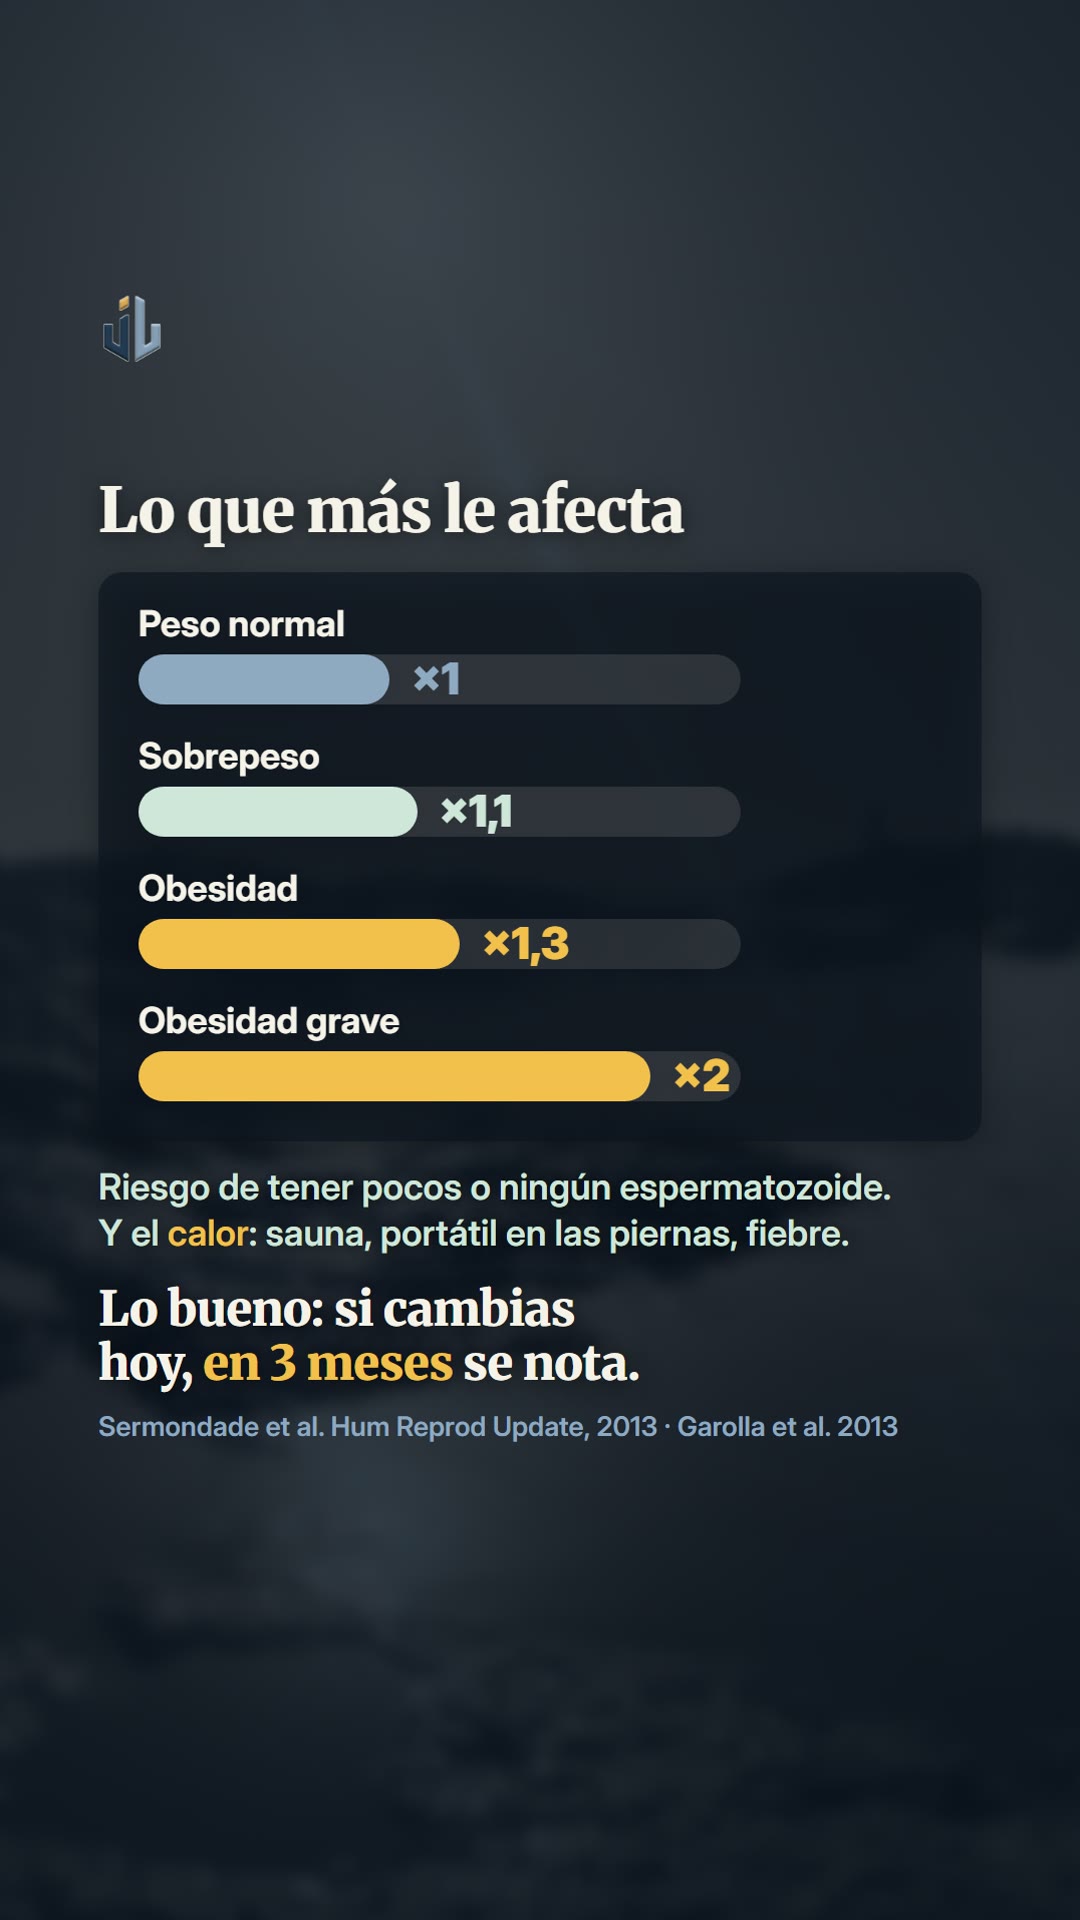 Lo que más le afecta
Peso normal
×1
Sobrepeso
×1,1
Obesidad
×1,3
Obesidad grave
×2
Riesgo de tener pocos o ningún espermatozoide.
Y el calor: sauna, portátil en las piernas, fiebre.
Lo bueno: si cambias
hoy, en 3 meses se nota.
Sermondade et al. Hum Reprod Update, 2013 · Garolla et al. 2013